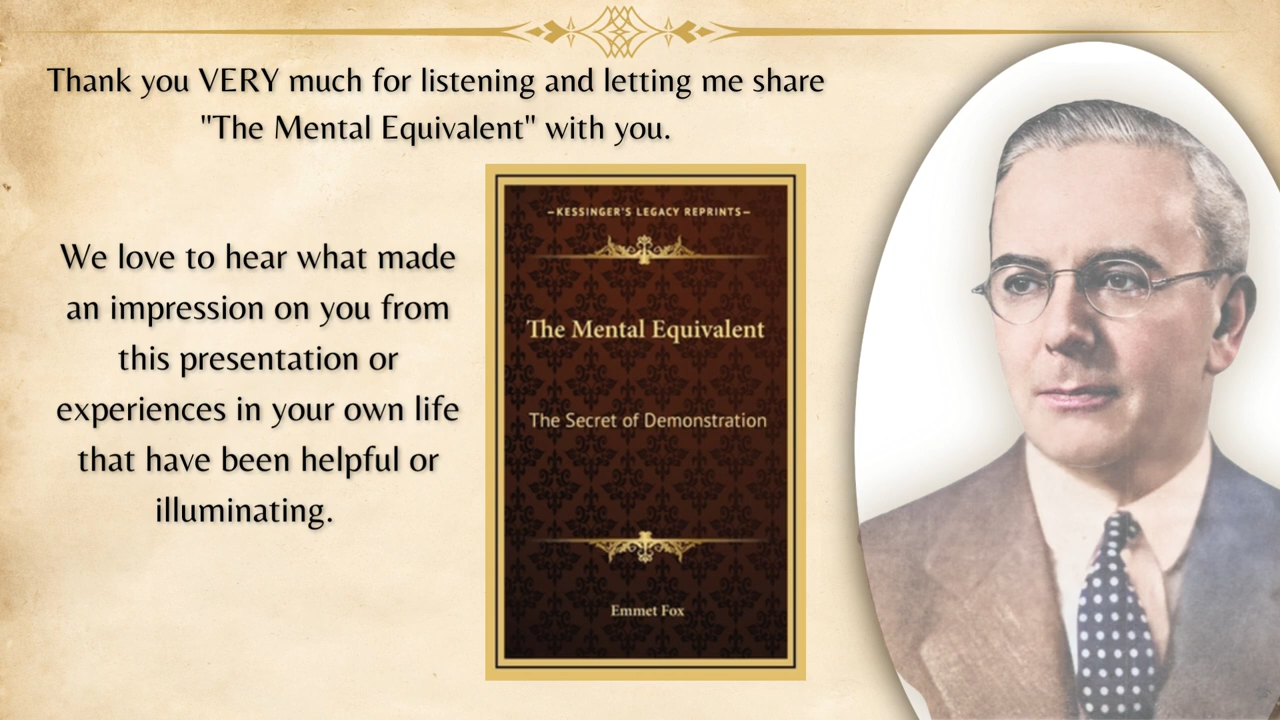 Thank you VERY much for listening and letting me share
"The Mental Equivalent" with you.
We love to hear what made
an impression on you from
this presentation or
experiences in your own life
that have been helpful or
illuminating.
–KESSINGER'S LEGACY REPRINTS–
The Mental Equivalent
The Secret of Demonstration
Emmet Fox